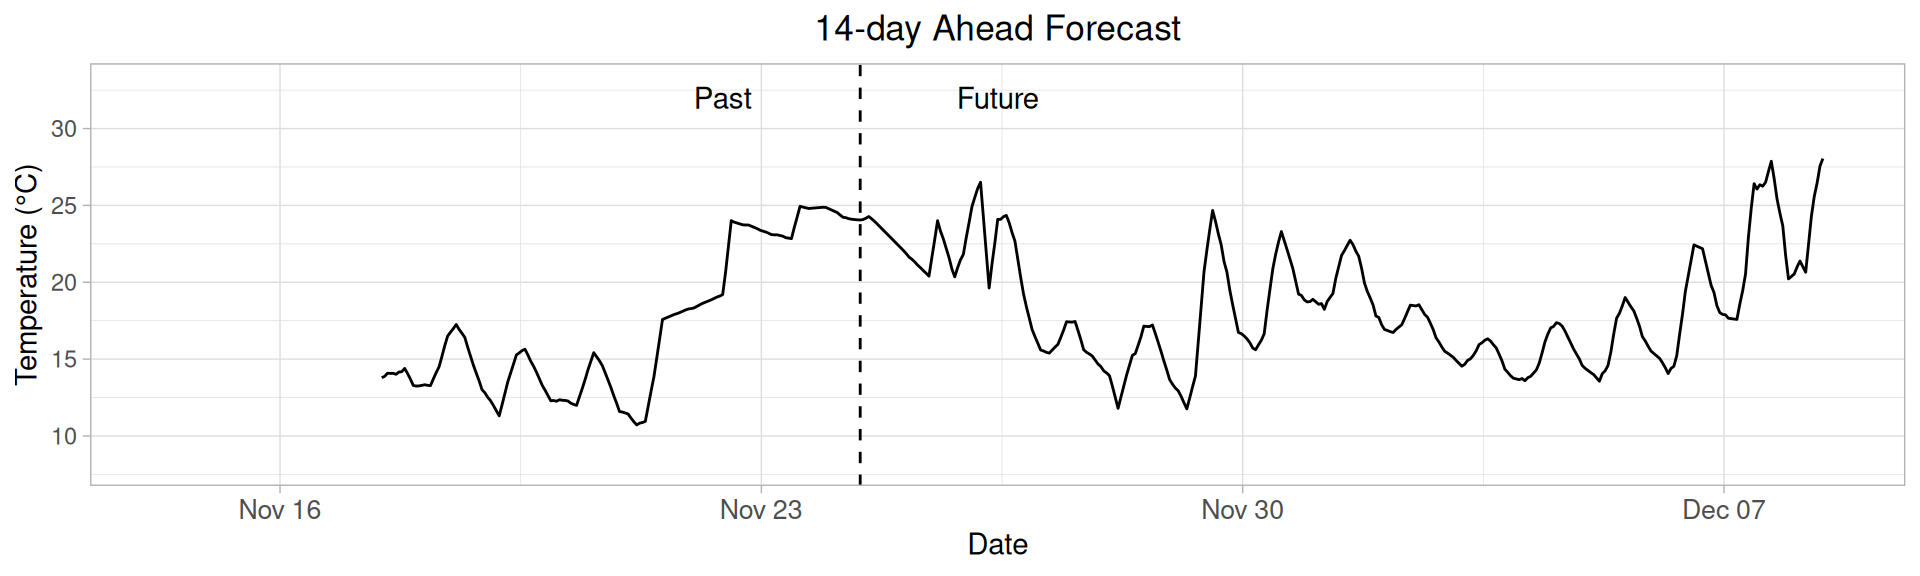 14-day Ahead Forecast
Past
Future
30
25
20
15
10
Temperature (°C)
Nov 16
Nov 23
Nov 30
Dec 07
Date